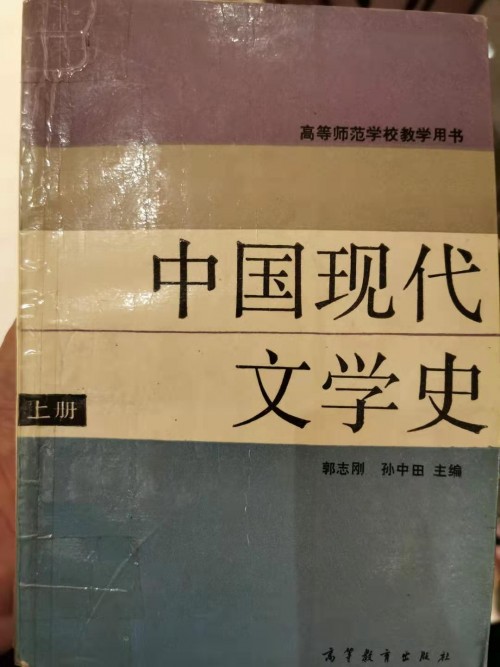 高等师范学校教学用书
中国现代
文学史
上册
郭志刚 孙中田 主编
高等教育出版社